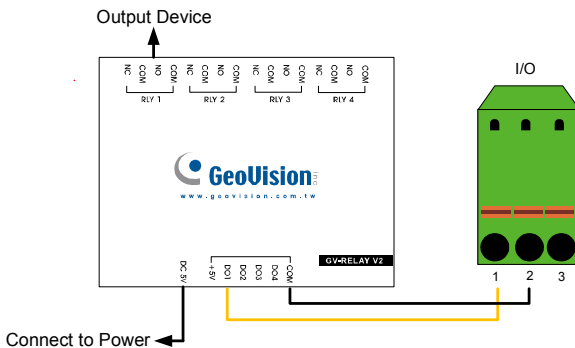 Output Device
NC COM NO COM NC COM NO COM NC COM NO COM NC COM NO COM
RLY 1 RLY 2 RLY 3 RLY 4
I/O
GeoVision Inc
www.geovision.com.tw
GV-RELAY V2
DC 5V +5V DO1 DO2 DO3 DO4 COM
1 2 3
Connect to Power